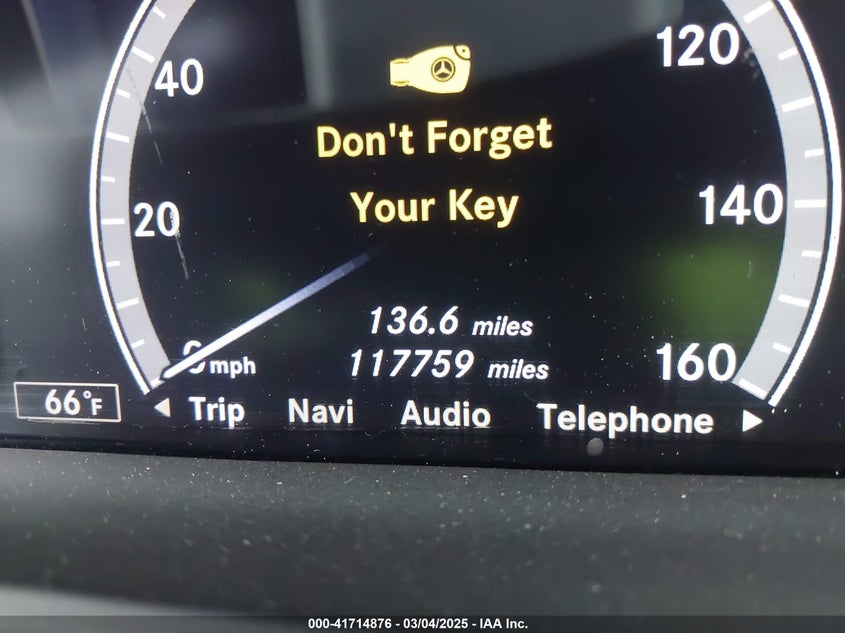 120
40
Don't Forget
Your Key
20
140
136.6 miles
0 mph
117759 miles
160
66°F
Trip Navi Audio Telephone
000-41714876 - 03/04/2025 - IAA Inc.